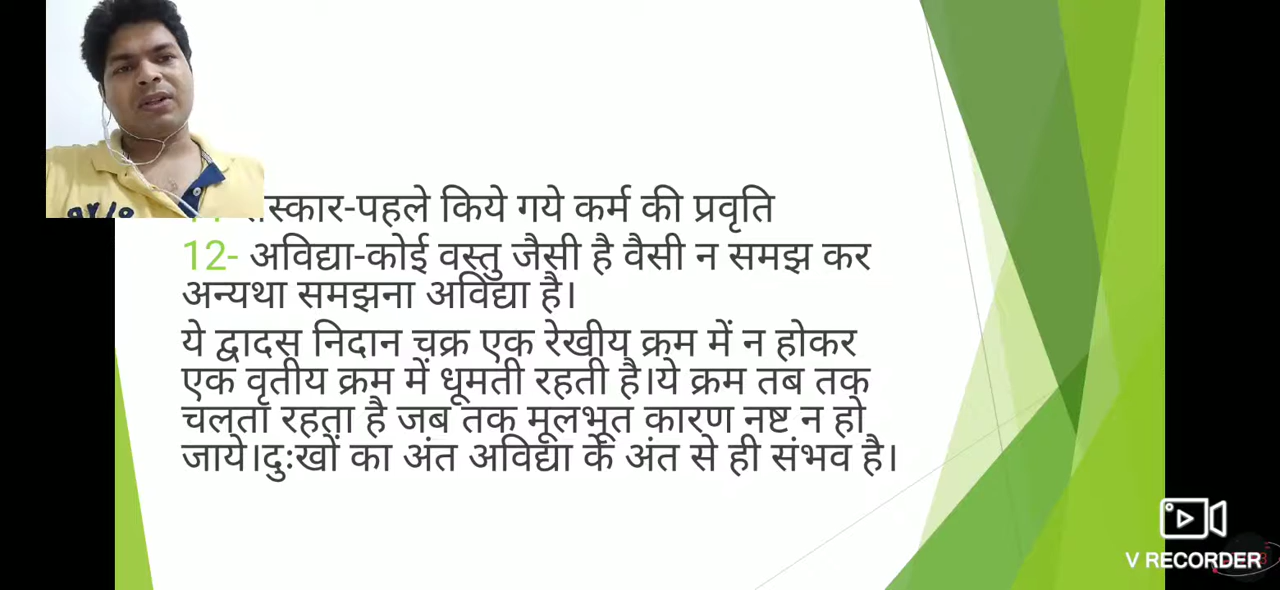 संस्कार-पहले किये गये कर्म की प्रवृति
12- अविद्या-कोई वस्तु जैसी है वैसी न समझ कर
अन्यथा समझना अविद्या है।
ये द्वादस निदान चक्र एक रेखीय क्रम में न होकर
एक वृतीय क्रम में धूमती रहती है।ये क्रम तब तक
चलता रहता है जब तक मूलभूत कारण नष्ट न हो
जाये।दुःखों का अंत अविद्या के अंत से ही संभव है।
V RECORDER